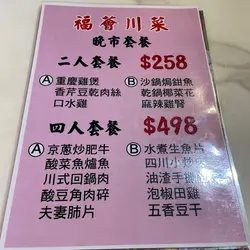 福薈川菜
晚市套餐
二人套餐 $258
Ⓐ 重慶雞煲
香芹豆乾肉絲
口水雞
Ⓑ 沙鍋焗魽魚
乾鍋椰菜花
麻辣雞腎
四人套餐 $498
Ⓐ 京蔥炒肥牛
酸菜魚爐魚
川式回鍋肉
酸豆角肉碎
夫妻肺片
Ⓑ 水煮生魚片
四川小炒
油渣手撕
泡椒田雞
五香豆干